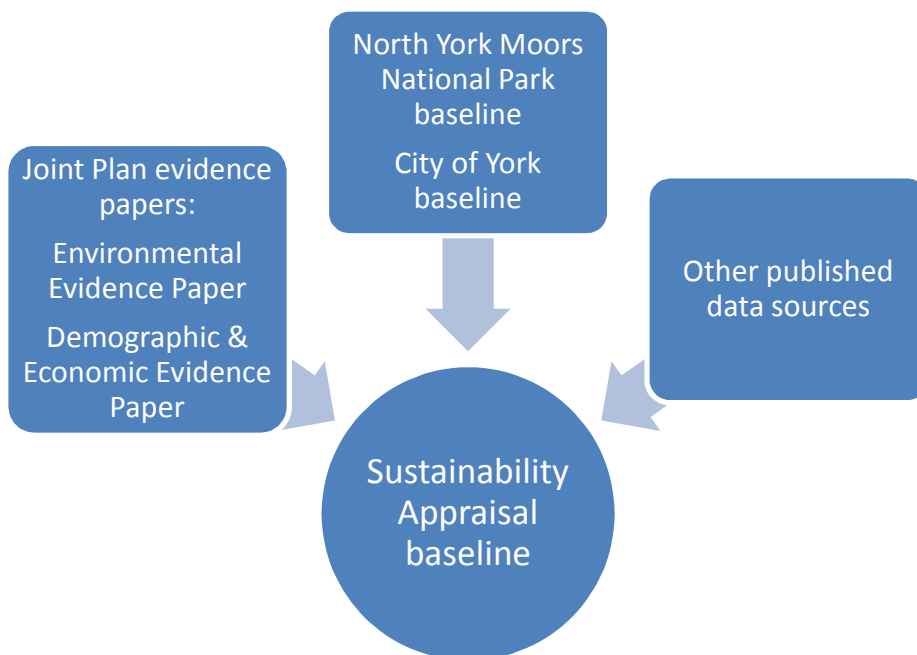 North York Moors
National Park
baseline
City of York
baseline
Joint Plan evidence
papers:
Environmental
Evidence Paper
Demographic &
Economic Evidence
Paper
Other published
data sources
Sustainability
Appraisal
baseline